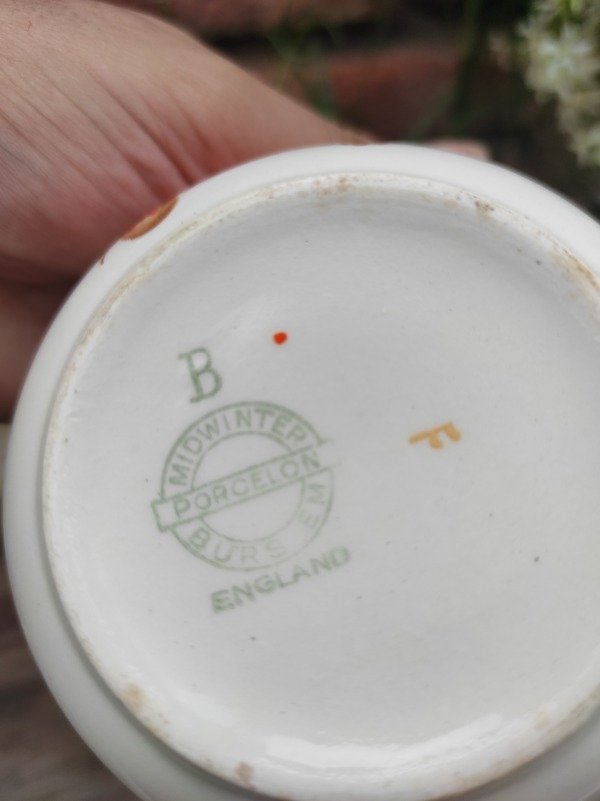 B
MIDWINTER
PORCELON
BURSLEM
ENGLAND
F